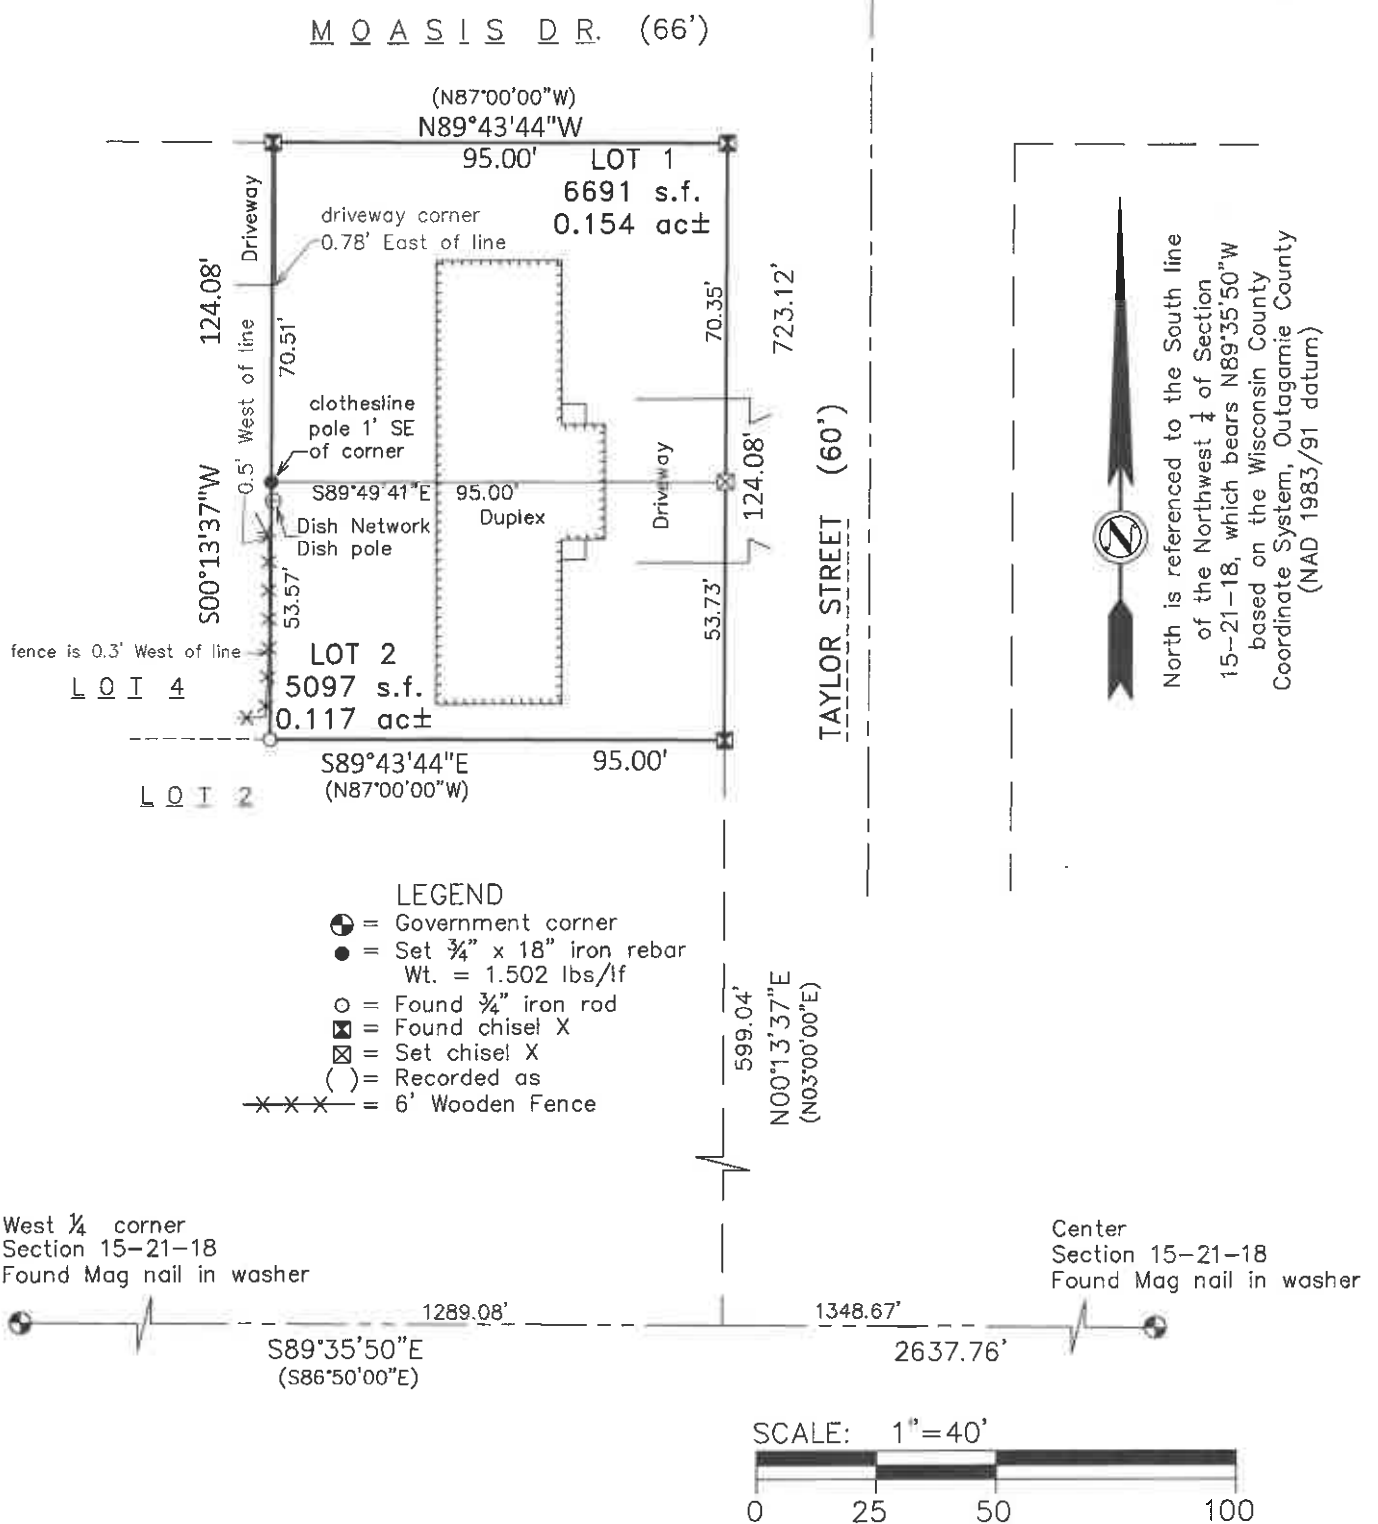 MOASIS DR. (66')
(N87°00'00"W)
N89°43'44"W
95.00'
LOT 1
6691 s.f.
0.154 ac±
Driveway
driveway corner
0.78' East of line
124.08'
70.51'
0.5' West of line
70.35'
723.12'
clothesline
pole 1' SE
of corner
S89°49'41"E 95.00'
Duplex
Driveway
124.08'
Dish Network
Dish pole
S00°13'37"W
53.57'
53.73'
fence is 0.3' West of line
LOT 4
LOT 2
5097 s.f.
0.117 ac±
S89°43'44"E
95.00'
(N87°00'00"W)
LOT 2
TAYLOR STREET (60')
North is referenced to the South line
of the Northwest ¼ of Section
15-21-18, which bears N89°35'50"W
based on the Wisconsin County
Coordinate System, Outagamie County
(NAD 1983/91 datum)
N
LEGEND
= Government corner
= Set ¾" x 18" iron rebar
Wt. = 1.502 lbs/lf
= Found ¾" iron rod
= Found chisel X
= Set chisel X
( ) = Recorded as
= 6' Wooden Fence
599.04'
N00°13'37"E
(N03°00'00"E)
West ¼ corner
Section 15-21-18
Found Mag nail in washer
Center
Section 15-21-18
Found Mag nail in washer
1289.08'
1348.67'
S89°35'50"E
(S86°50'00"E)
2637.76'
SCALE: 1"=40'
0 25 50 100